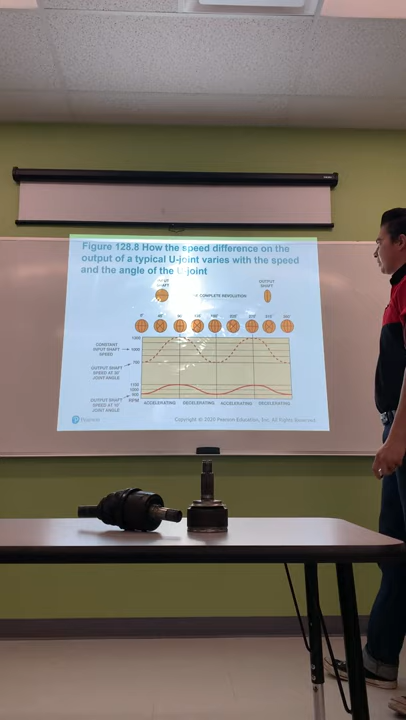 Figure 128.8 How the speed difference on the
output of a typical U-joint varies with the speed
and the angle of the U-joint
INPUT SHAFT
OUTPUT SHAFT
COMPLETE REVOLUTION
CONSTANT
INPUT SHAFT
SPEED
OUTPUT SHAFT
SPEED AT 30°
JOINT ANGLE
OUTPUT SHAFT
SPEED AT 10°
JOINT ANGLE
RPM
ACCELERATING DECELERATING ACCELERATING DECELERATING
Pearson
Copyright © 2020 Pearson Education, Inc. All Rights Reserved